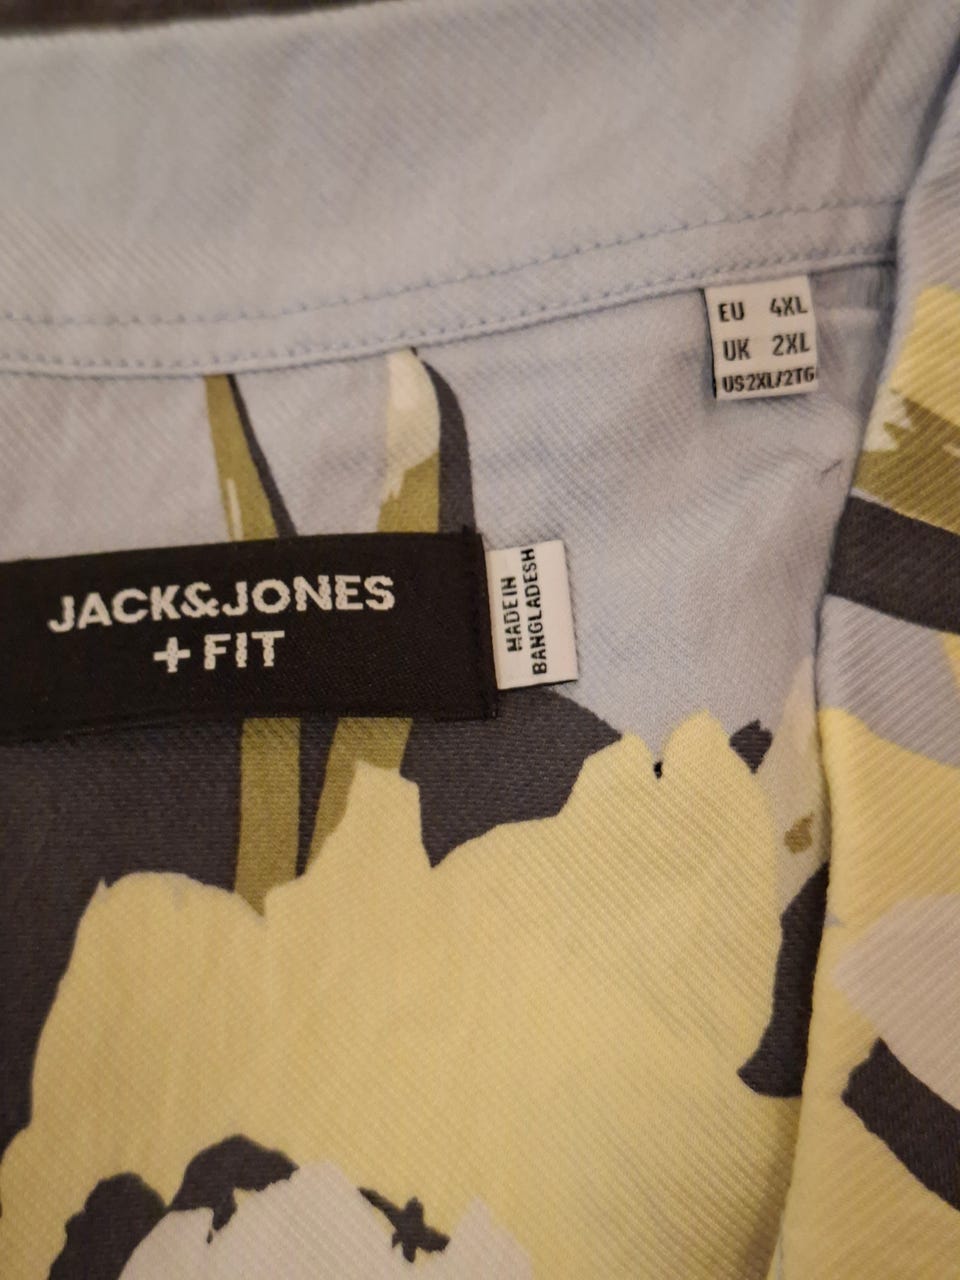 EU 4XL
UK 2XL
US2XL/2TG
JACK&JONES
+ FIT
MADE IN
BANGLADESH